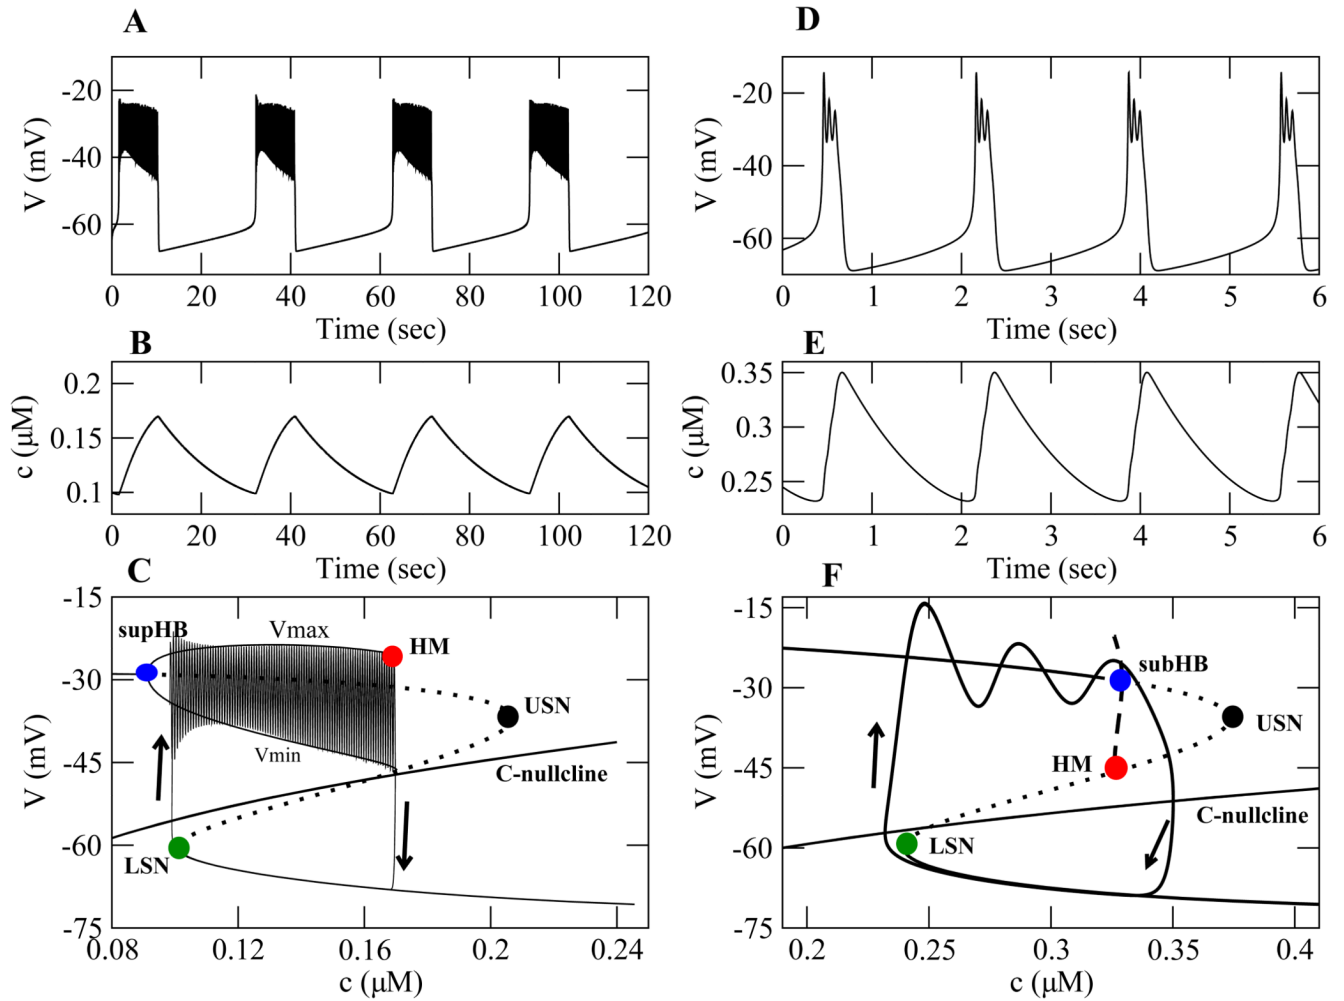 A
V (mV)
-20
-40
-60
0 20 40 60 80 100 120
Time (sec)
D
V (mV)
-20
-40
-60
0 1 2 3 4 5 6
Time (sec)
B
c (μM)
0.2
0.15
0.1
0 20 40 60 80 100 120
Time (sec)
E
c (μM)
0.35
0.3
0.25
0 1 2 3 4 5 6
Time (sec)
C
V (mV)
-15
-30
-45
-60
-75
supHB
Vmax
HM
USN
Vmin
C-nullcline
LSN
0.08 0.12 0.16 0.2 0.24
c (μM)
F
V (mV)
-15
-30
-45
-60
-75
subHB
USN
HM
C-nullcline
LSN
0.2 0.25 0.3 0.35 0.4
c (μM)